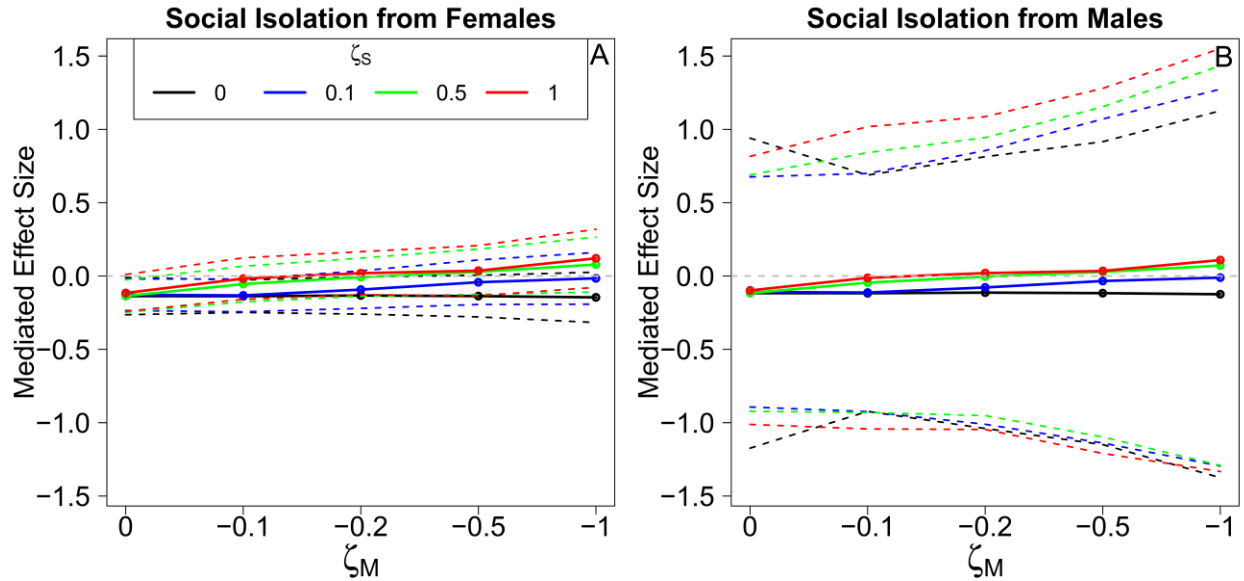 Social Isolation from Females
Mediated Effect Size
1.5
1.0
0.5
0.0
−0.5
−1.0
−1.5
ζS
0 0.1 0.5 1
A
0 −0.1 −0.2 −0.5 −1
ζM
Social Isolation from Males
Mediated Effect Size
1.5
1.0
0.5
0.0
−0.5
−1.0
−1.5
B
0 −0.1 −0.2 −0.5 −1
ζM